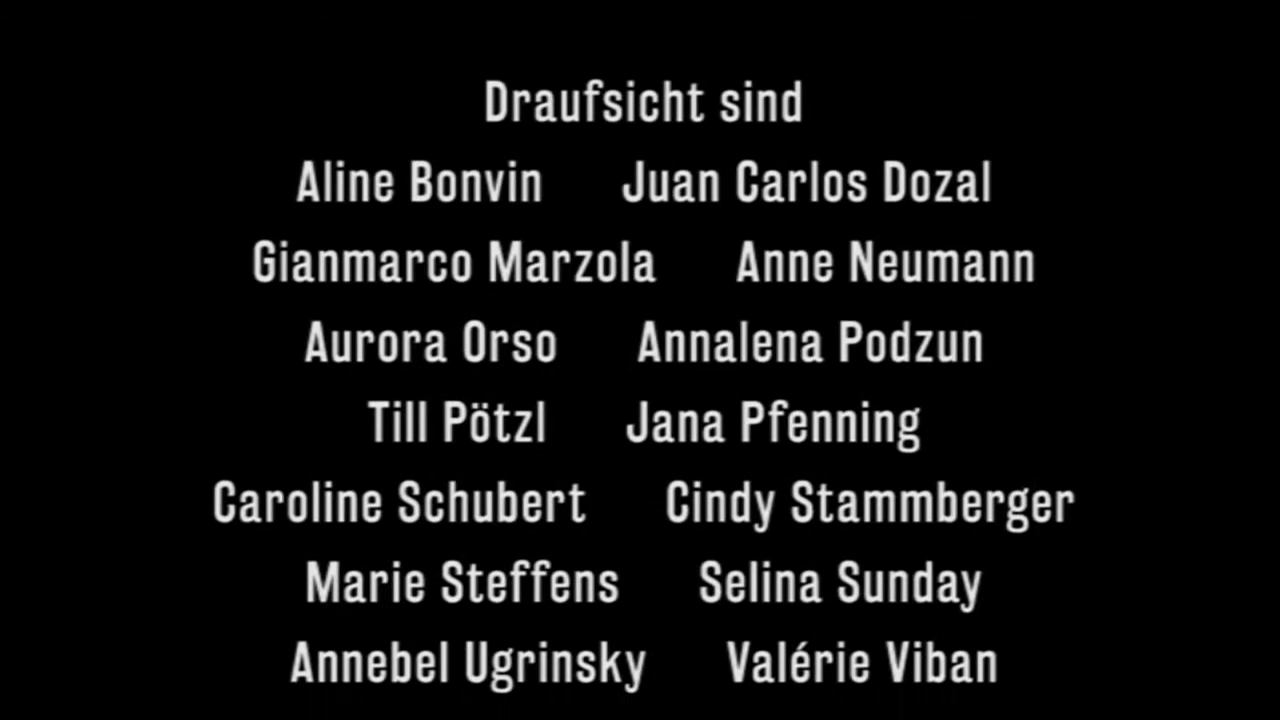 Draufsicht sind
Aline Bonvin Juan Carlos Dozal
Gianmarco Marzola Anne Neumann
Aurora Orso Annalena Podzun
Till Pötzl Jana Pfenning
Caroline Schubert Cindy Stammberger
Marie Steffens Selina Sunday
Annebel Ugrinsky Valérie Viban